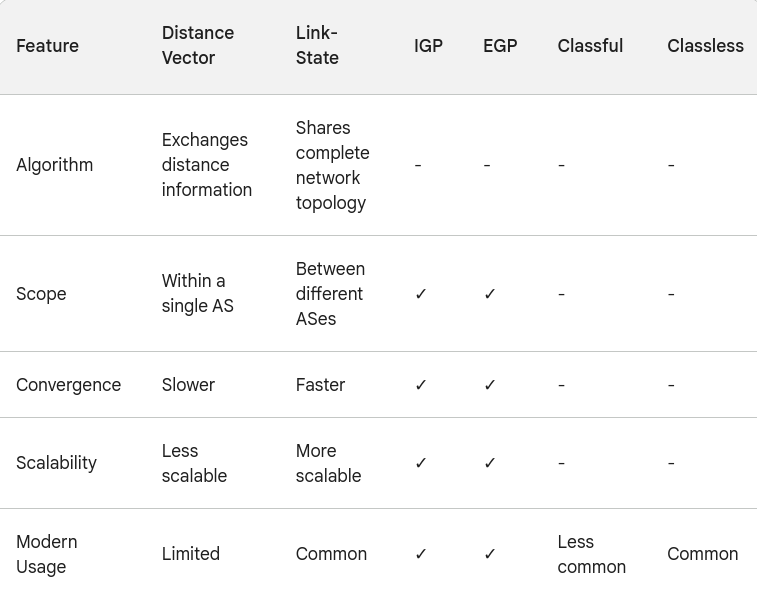 Feature Distance Vector Link-State IGP EGP Classful Classless
Algorithm Exchanges distance information Shares complete network topology - - - -
Scope Within a single AS Between different ASes ✓ ✓ - -
Convergence Slower Faster ✓ ✓ - -
Scalability Less scalable More scalable ✓ ✓ - -
Modern Usage Limited Common ✓ ✓ Less common Common